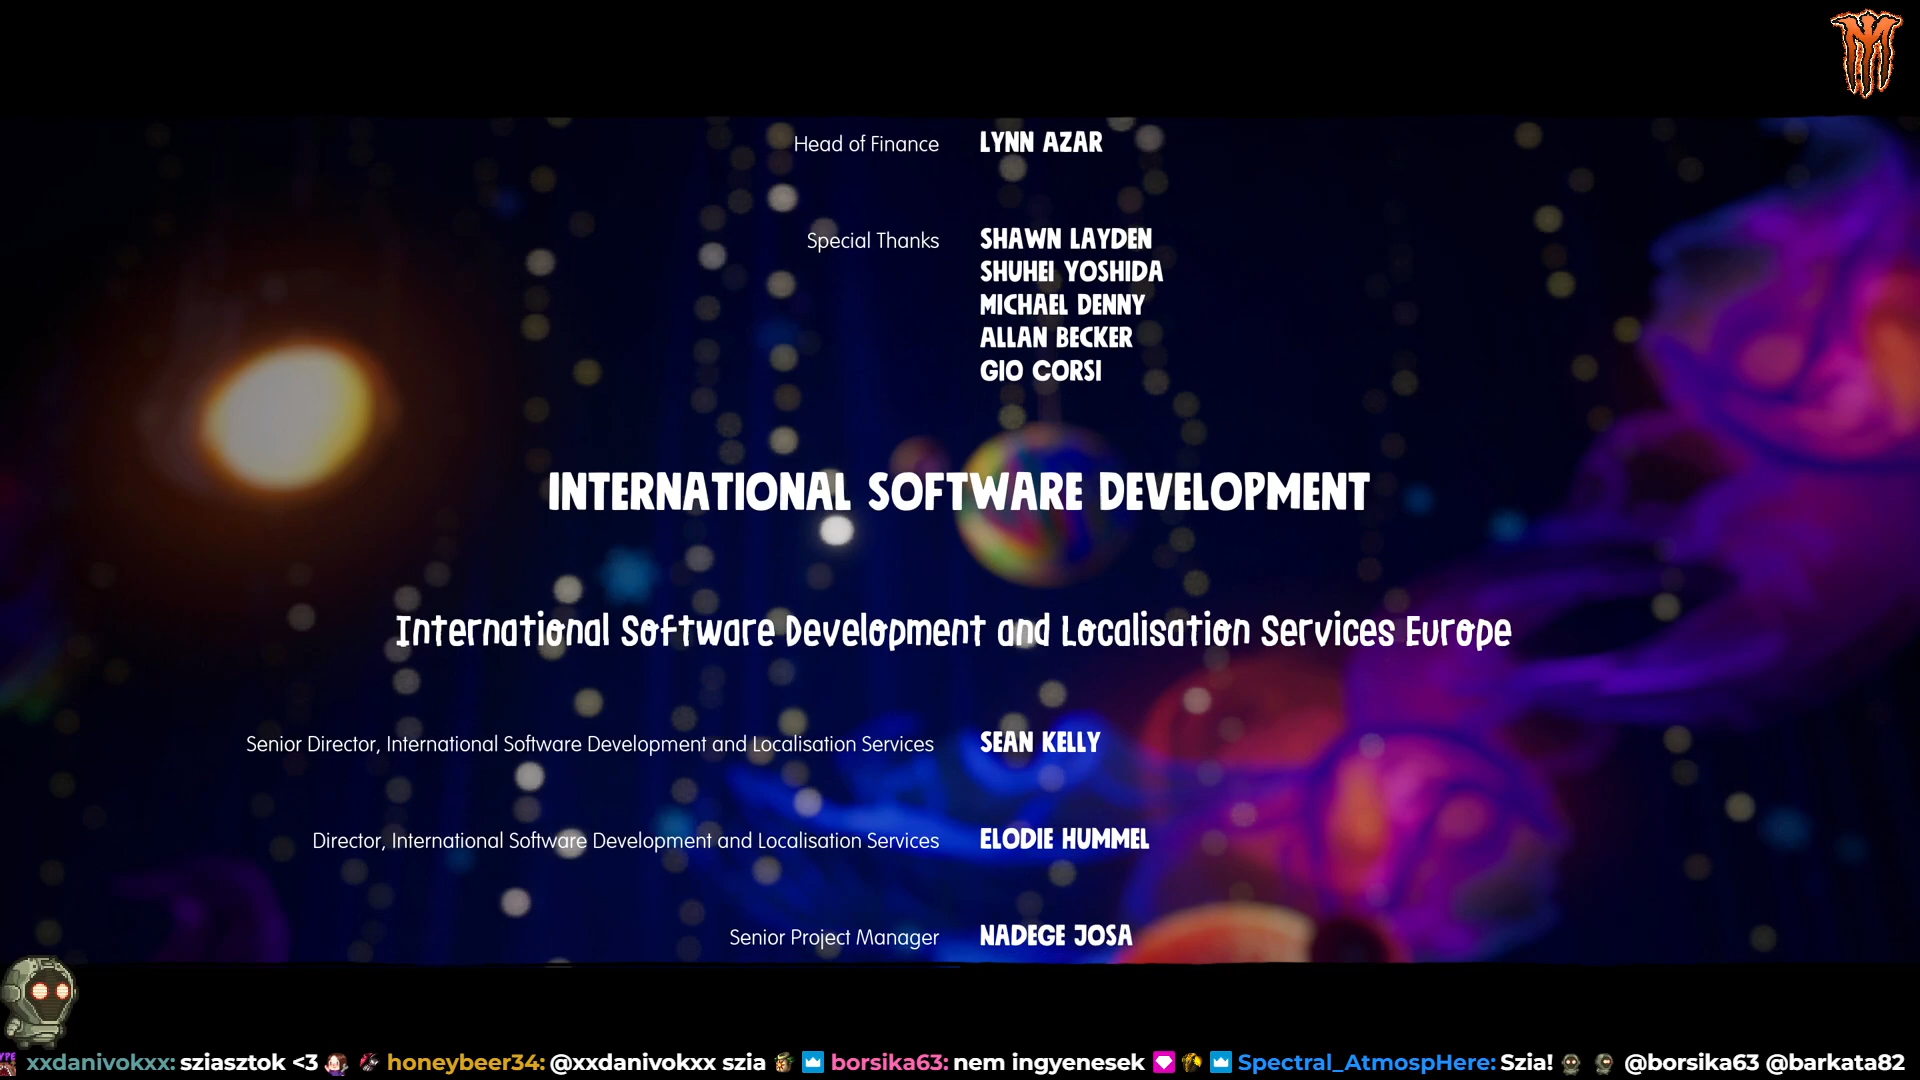 Head of Finance LYNN AZAR
Special Thanks SHAWN LAYDEN
SHUHEI YOSHIDA
MICHAEL DENNY
ALLAN BECKER
GIO CORSI
INTERNATIONAL SOFTWARE DEVELOPMENT
International Software Development and Localisation Services Europe
Senior Director, International Software Development and Localisation Services SEAN KELLY
Director, International Software Development and Localisation Services ELODIE HUMMEL
Senior Project Manager NADEGE JOSA
xxdanivokxx: sziasztok <3 honeybeer34: @xxdanivokxx szia borsika63: nem ingyenesek Spectral_AtmospHere: Szia! @borsika63 @barkata82